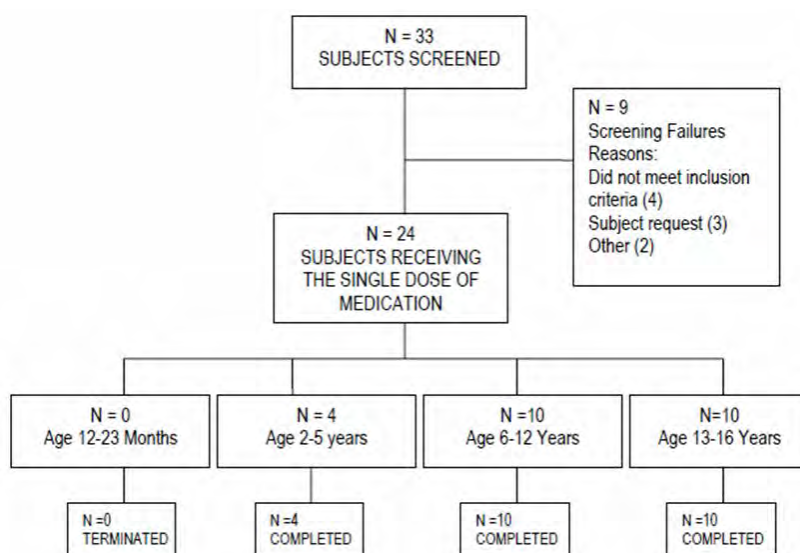 N = 33
SUBJECTS SCREENED
N = 9
Screening Failures
Reasons:
Did not meet inclusion
criteria (4)
Subject request (3)
Other (2)
N = 24
SUBJECTS RECEIVING
THE SINGLE DOSE OF
MEDICATION
N = 0
Age 12-23 Months
N = 4
Age 2-5 years
N =10
Age 6-12 Years
N=10
Age 13-16 Years
N =0
TERMINATED
N =4
COMPLETED
N =10
COMPLETED
N =10
COMPLETED